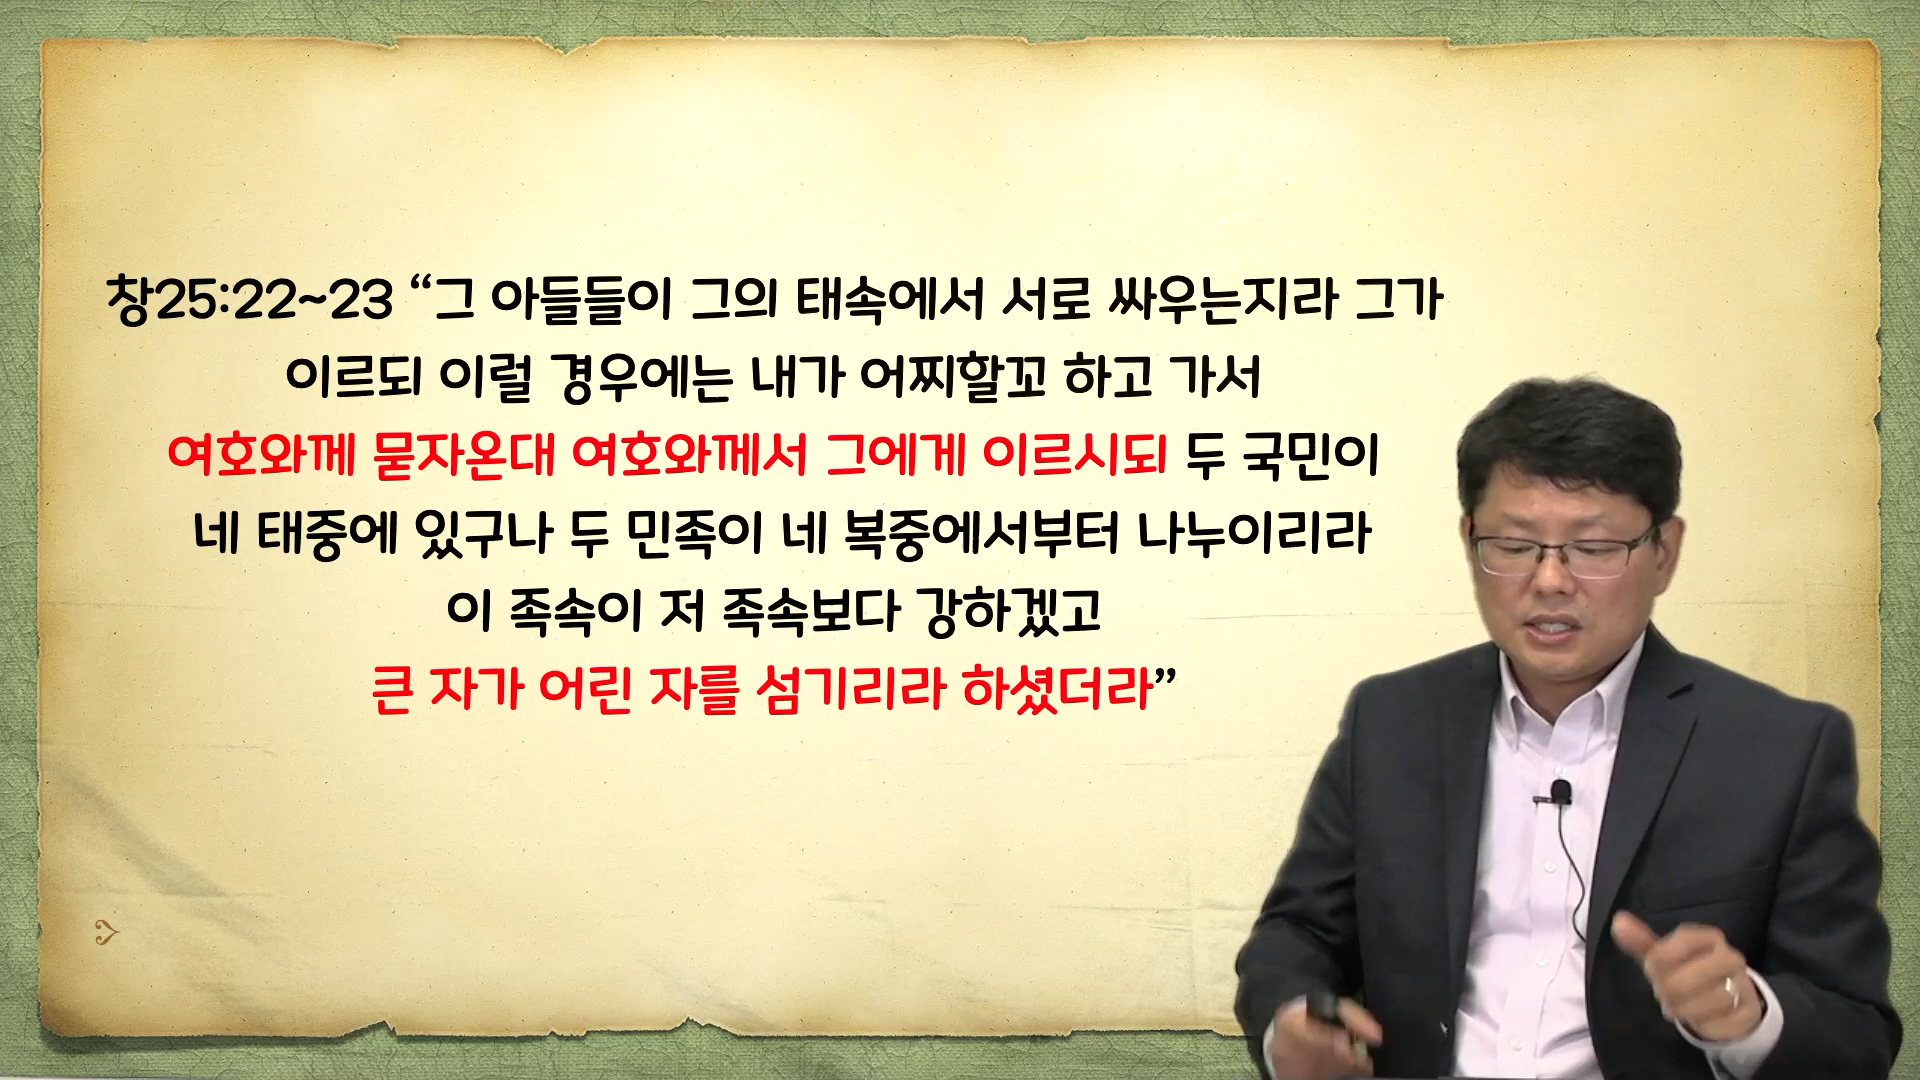 창25:22~23 “그 아들들이 그의 태속에서 서로 싸우는지라 그가
이르되 이럴 경우에는 내가 어찌할꼬 하고 가서
여호와께 묻자온대 여호와께서 그에게 이르시되 두 국민이
네 태중에 있구나 두 민족이 네 복중에서부터 나누이리라
이 족속이 저 족속보다 강하겠고
큰 자가 어린 자를 섬기리라 하셨더라”